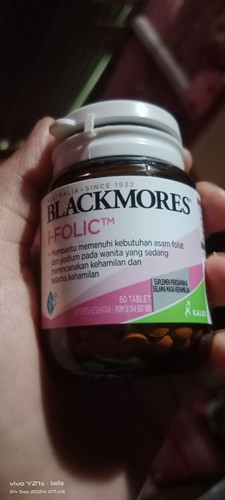 AUSTRALIA • SINCE 1932
BLACKMORES®
I-FOLIC™
• Membantu memenuhi kebutuhan asam folat
dan yodium pada wanita yang sedang
merencanakan kehamilan dan
selama kehamilan
SUPLEMEN PERSIAPAN &
SELAMA MASA KEHAMILAN
60 TABLET
KALBE
vivo Y21s · bella
24 Sep 2024 07.03